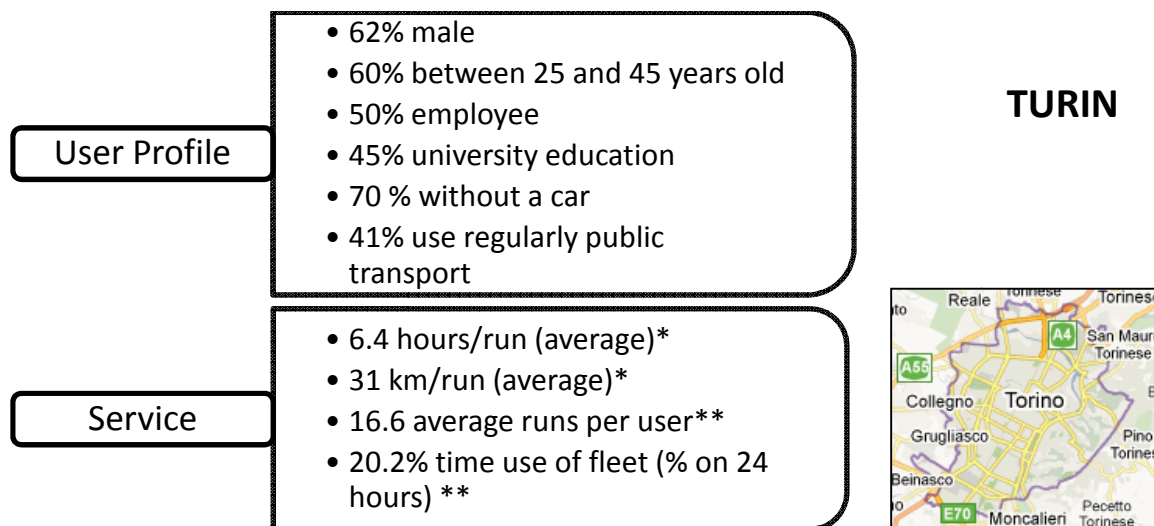 • 62% male
• 60% between 25 and 45 years old
• 50% employee
• 45% university education
• 70 % without a car
• 41% use regularly public
transport
User Profile
TURIN
• 6.4 hours/run (average)*
• 31 km/run (average)*
• 16.6 average runs per user**
• 20.2% time use of fleet (% on 24
hours) **
Service
Reale
Torinese
A4
San Mauro
Torinese
A55
Collegno
Torino
Grugliasco
Pino
Beinasco
E70
Moncalieri
Pecetto
Torinese